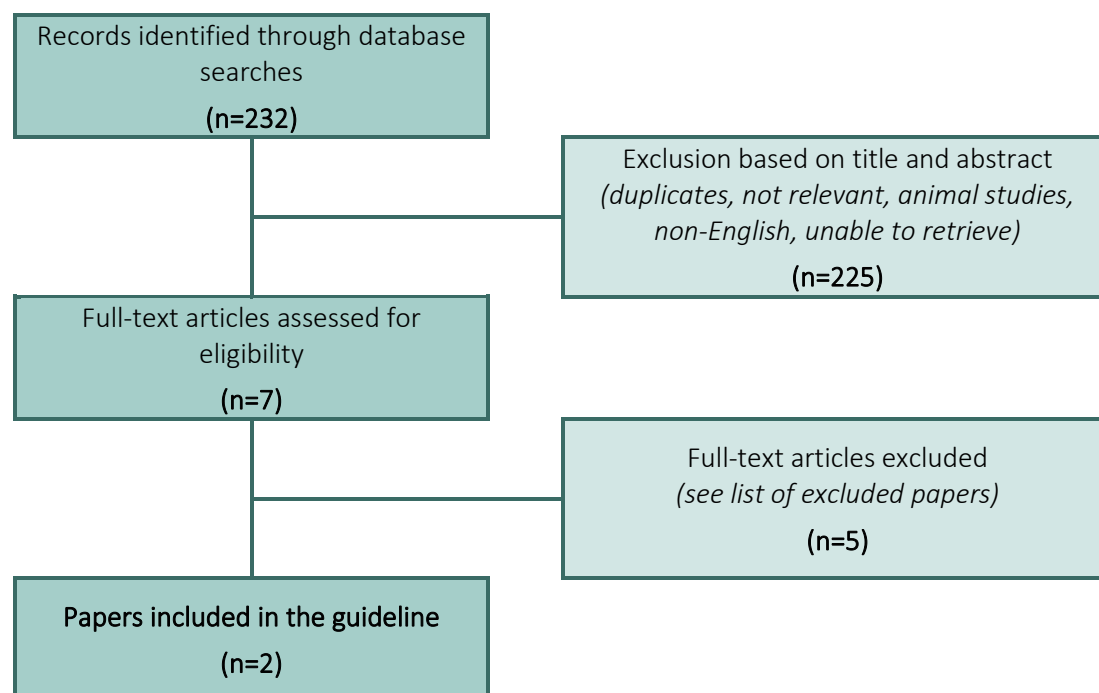 Records identified through database
searches
(n=232)
Exclusion based on title and abstract
(duplicates, not relevant, animal studies,
non-English, unable to retrieve)
(n=225)
Full-text articles assessed for
eligibility
(n=7)
Full-text articles excluded
(see list of excluded papers)
(n=5)
Papers included in the guideline
(n=2)